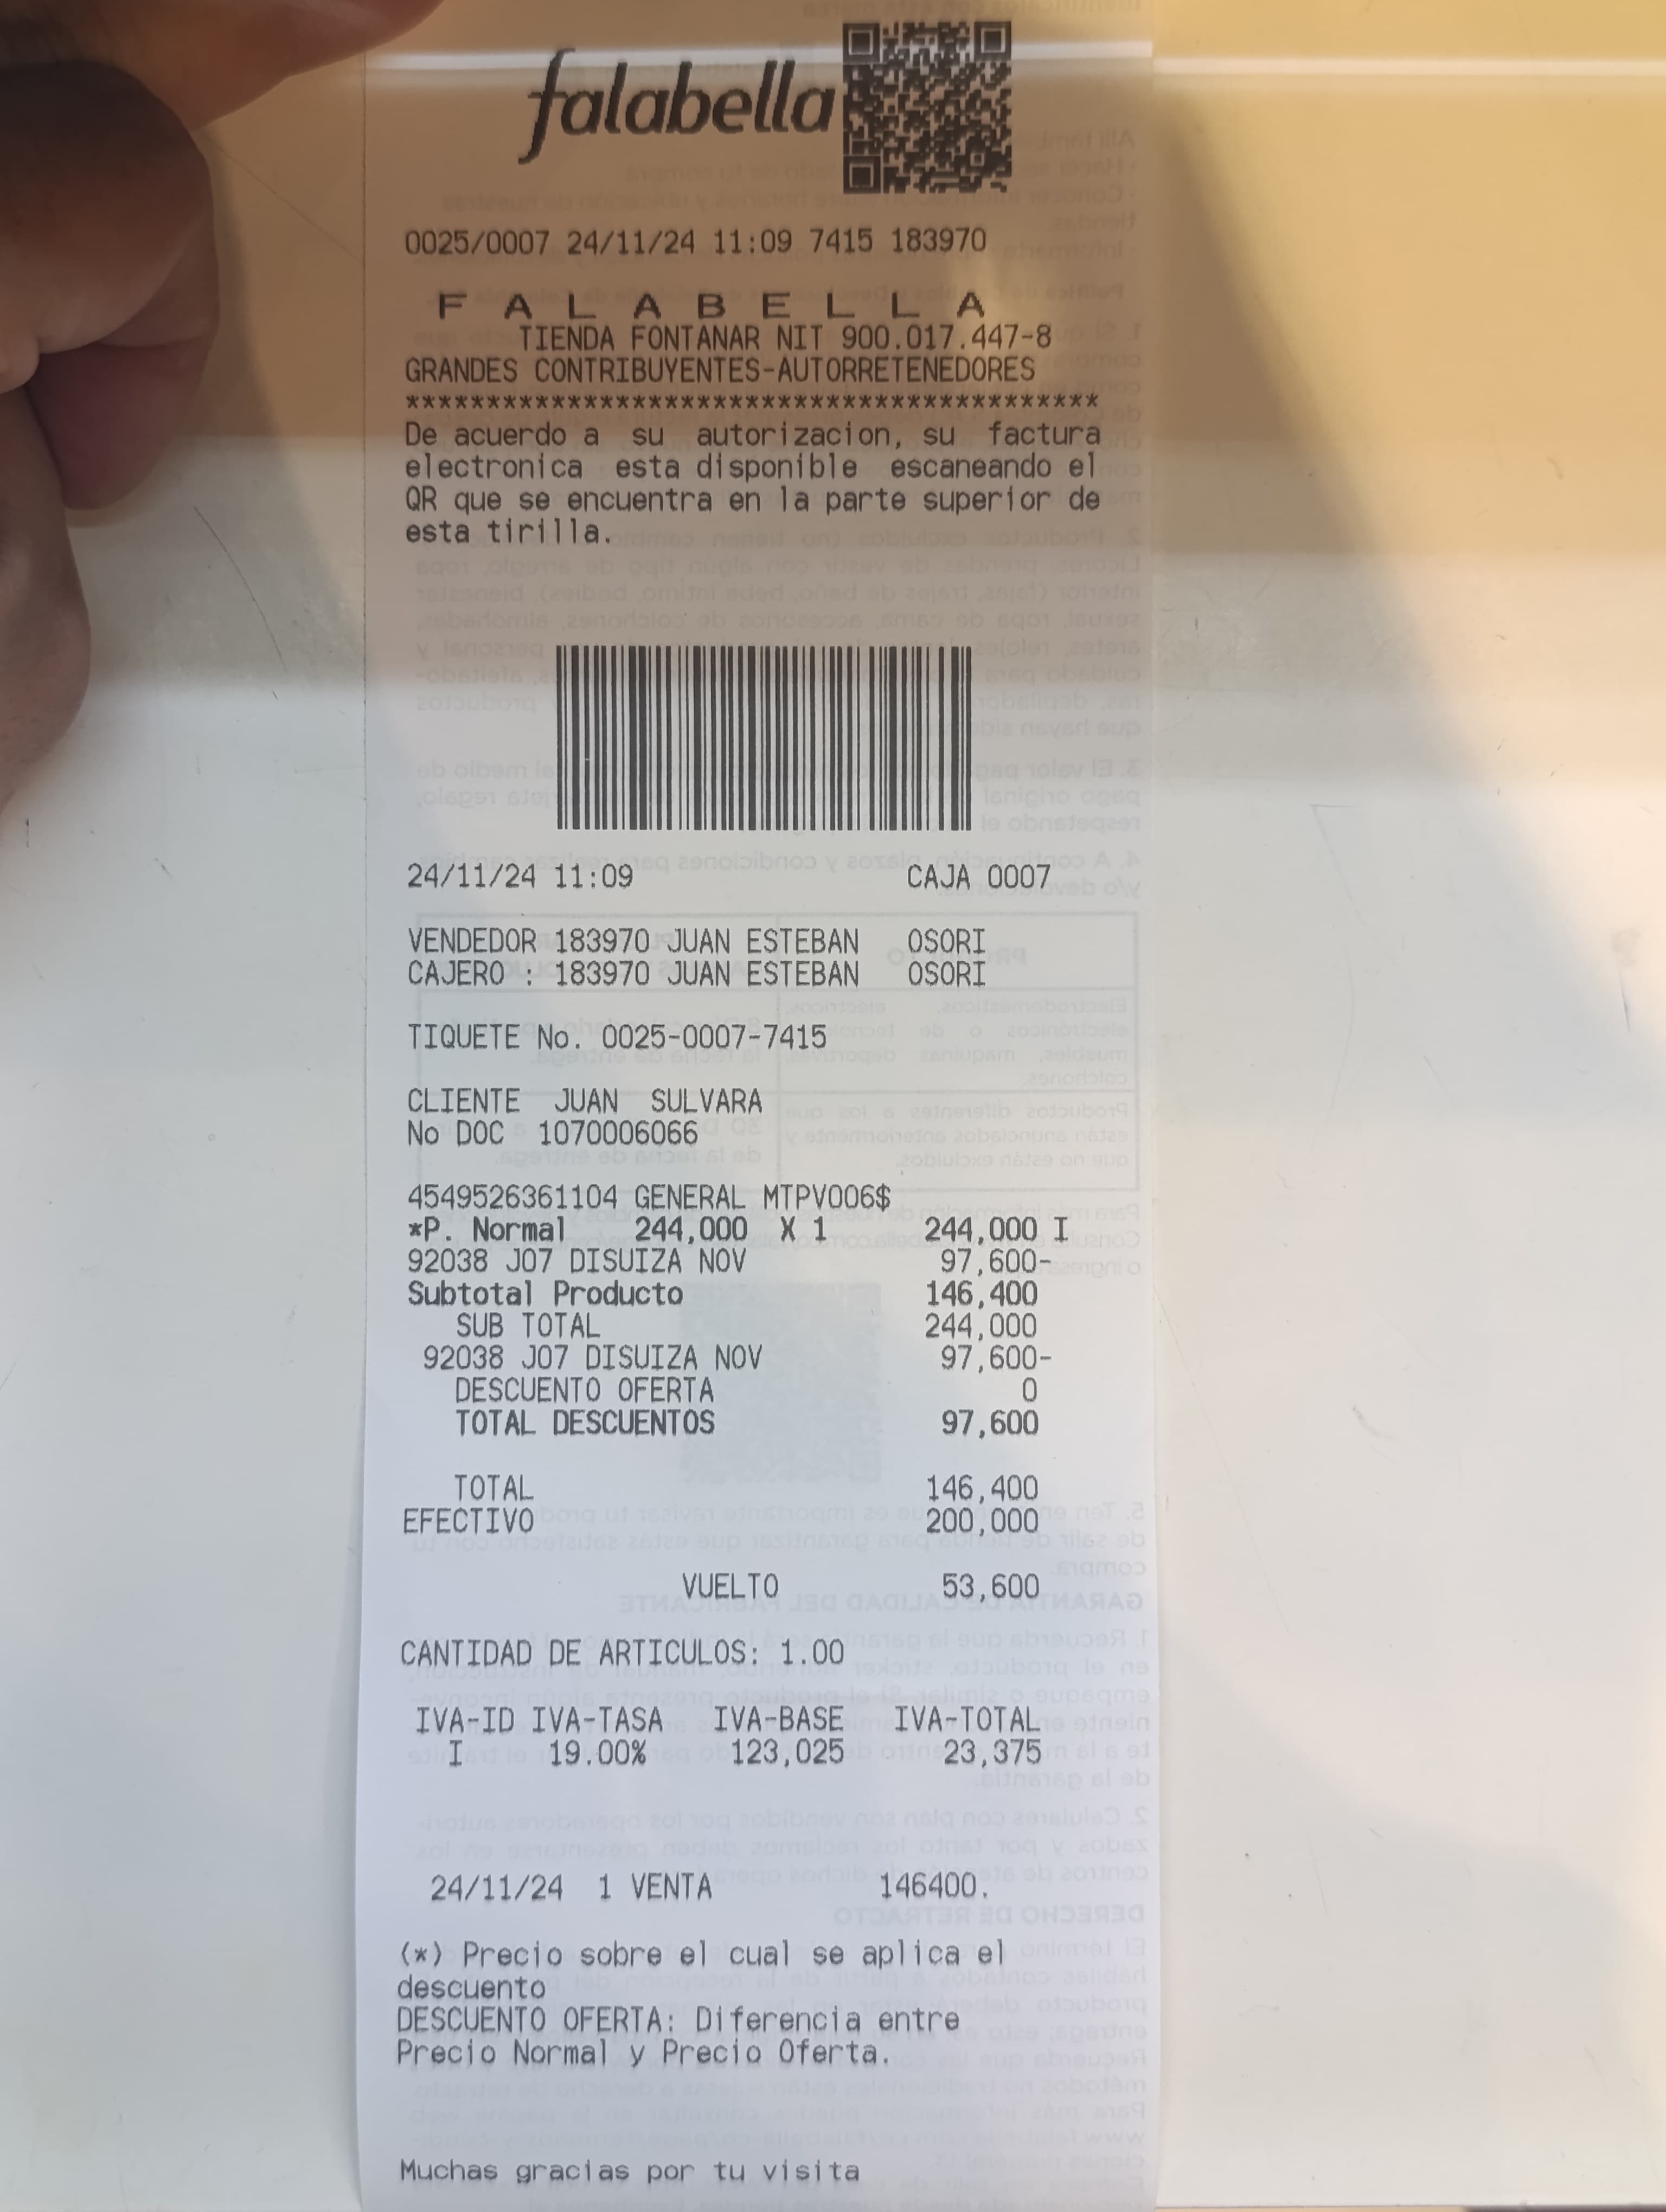 falabella
0025/0007 24/11/24 11:09 7415 183970
F A L A B E L L A
TIENDA FONTANAR NIT 900.017.447-8
GRANDES CONTRIBUYENTES-AUTORRETENEDORES
*******************************************
De acuerdo a su autorizacion, su factura
electronica esta disponible escaneando el
QR que se encuentra en la parte superior de
esta tirilla.
24/11/24 11:09 CAJA 0007
VENDEDOR 183970 JUAN ESTEBAN OSORI
CAJERO : 183970 JUAN ESTEBAN OSORI
TIQUETE No. 0025-0007-7415
CLIENTE JUAN SULVARA
No DOC 1070006066
4549526361104 GENERAL MTPV006$
*P. Normal 244,000 X 1 244,000 I
92038 J07 DISUIZA NOV 97,600-
Subtotal Producto 146,400
SUB TOTAL 244,000
92038 J07 DISUIZA NOV 97,600-
DESCUENTO OFERTA 0
TOTAL DESCUENTOS 97,600
TOTAL 146,400
EFECTIVO 200,000
VUELTO 53,600
CANTIDAD DE ARTICULOS: 1.00
IVA-ID IVA-TASA IVA-BASE IVA-TOTAL
I 19.00% 123,025 23,375
24/11/24 1 VENTA 146400.
(*) Precio sobre el cual se aplica el
descuento
DESCUENTO OFERTA: Diferencia entre
Precio Normal y Precio Oferta.
Muchas gracias por tu visita